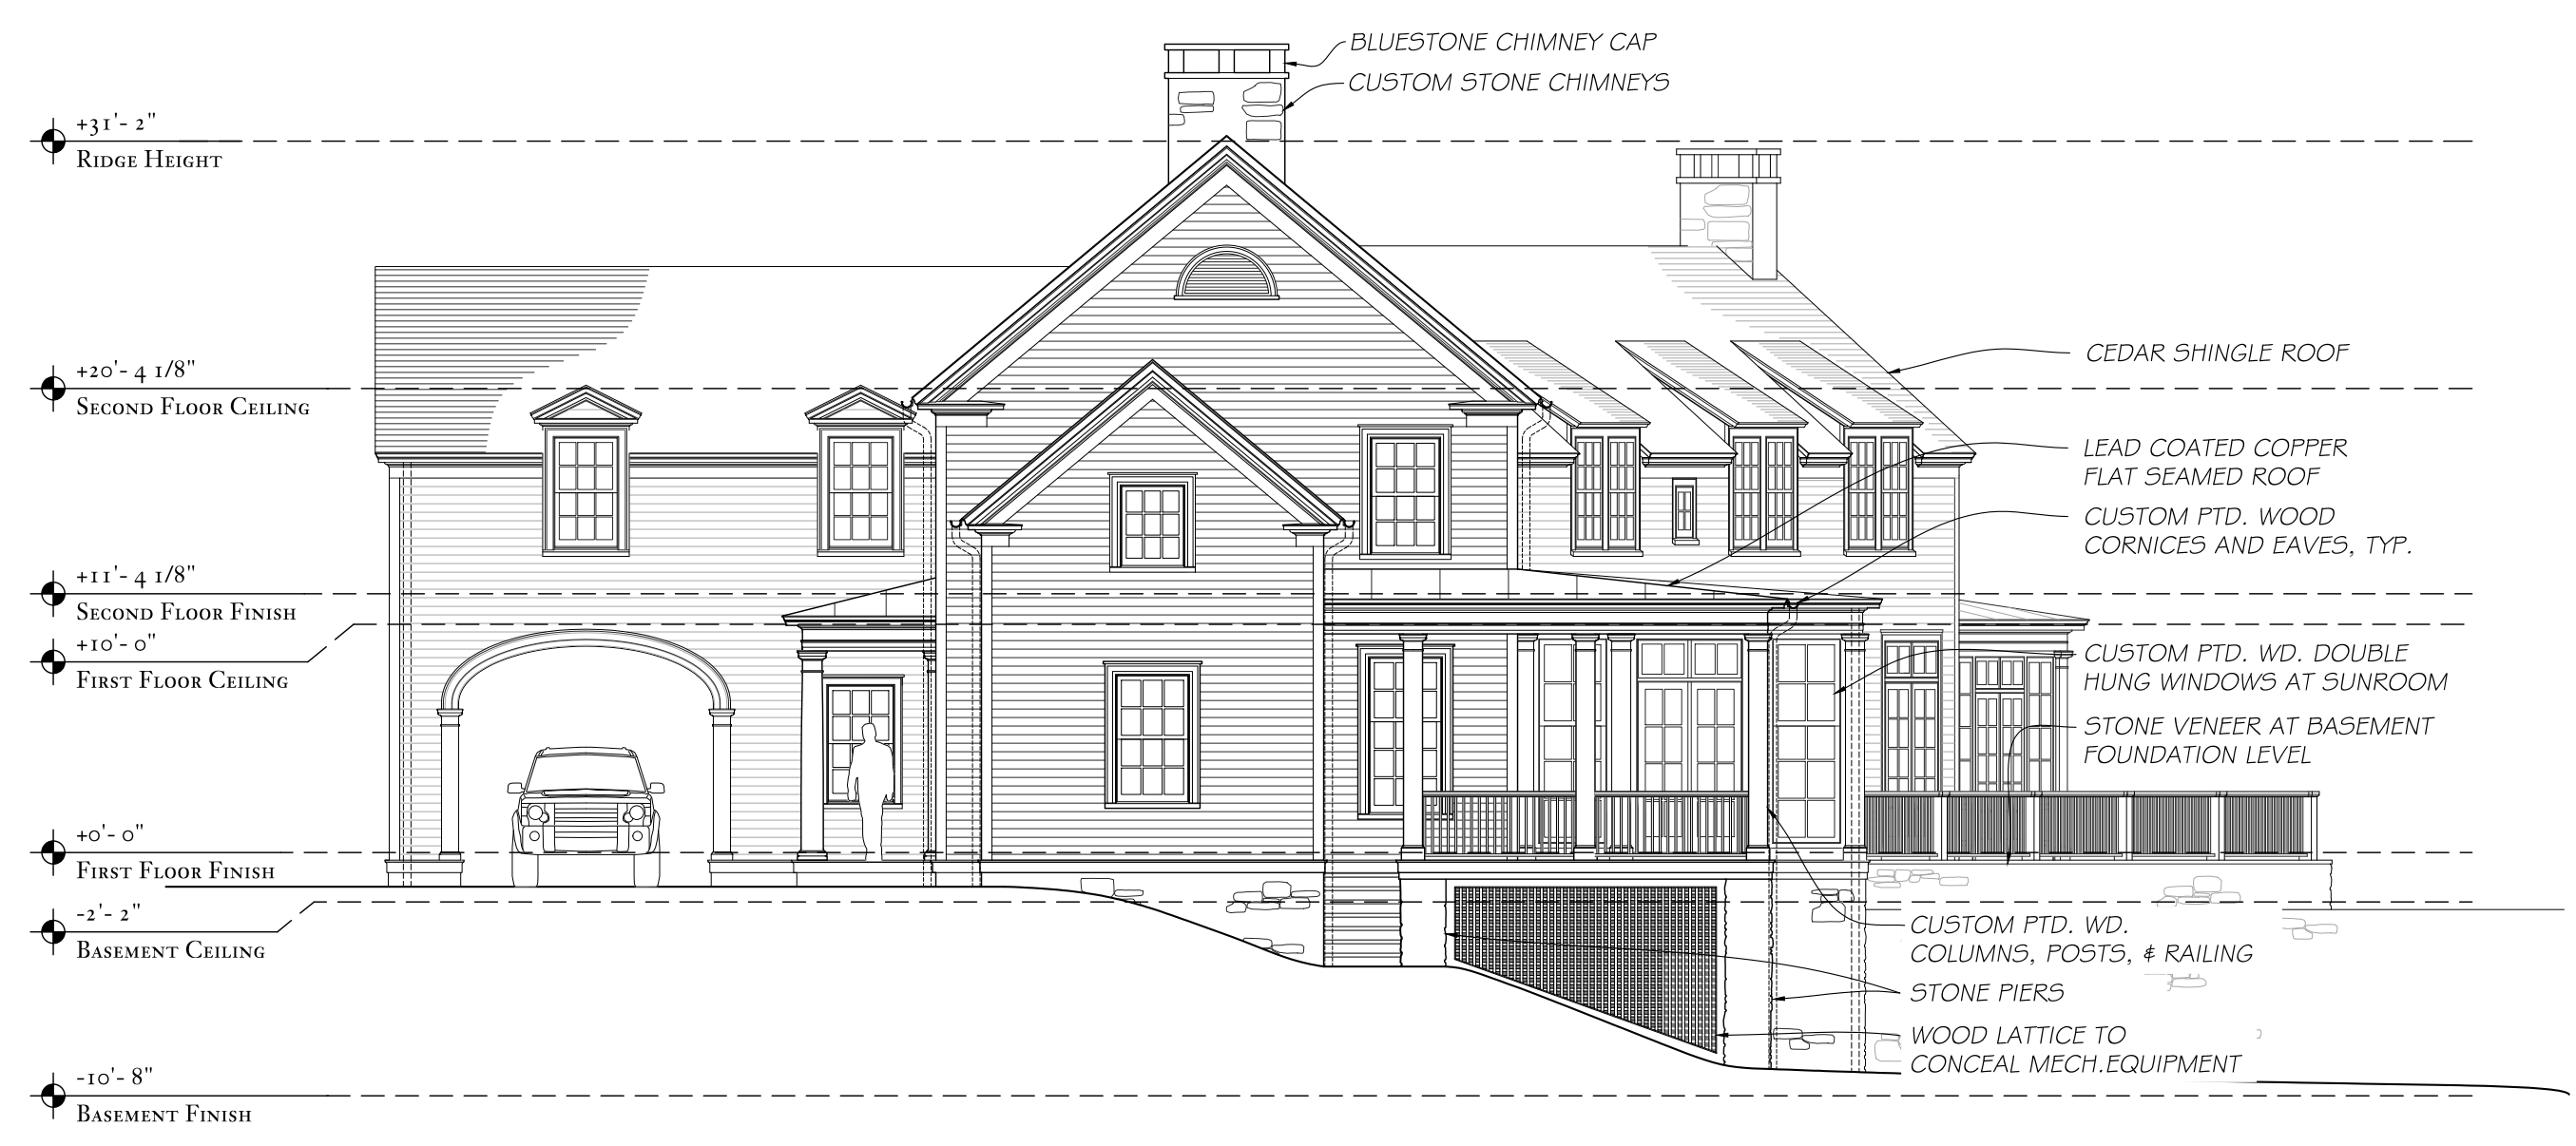 BLUESTONE CHIMNEY CAP
CUSTOM STONE CHIMNEYS
+31'- 2"
RIDGE HEIGHT
CEDAR SHINGLE ROOF
+20'- 4 1/8"
SECOND FLOOR CEILING
LEAD COATED COPPER
FLAT SEAMED ROOF
CUSTOM PTD. WOOD
CORNICES AND EAVES, TYP.
+11'- 4 1/8"
SECOND FLOOR FINISH
+10'- 0"
FIRST FLOOR CEILING
CUSTOM PTD. WD. DOUBLE
HUNG WINDOWS AT SUNROOM
STONE VENEER AT BASEMENT
FOUNDATION LEVEL
+0'- 0"
FIRST FLOOR FINISH
-2'- 2"
BASEMENT CEILING
CUSTOM PTD. WD.
COLUMNS, POSTS, & RAILING
STONE PIERS
WOOD LATTICE TO
CONCEAL MECH.EQUIPMENT
-10'- 8"
BASEMENT FINISH